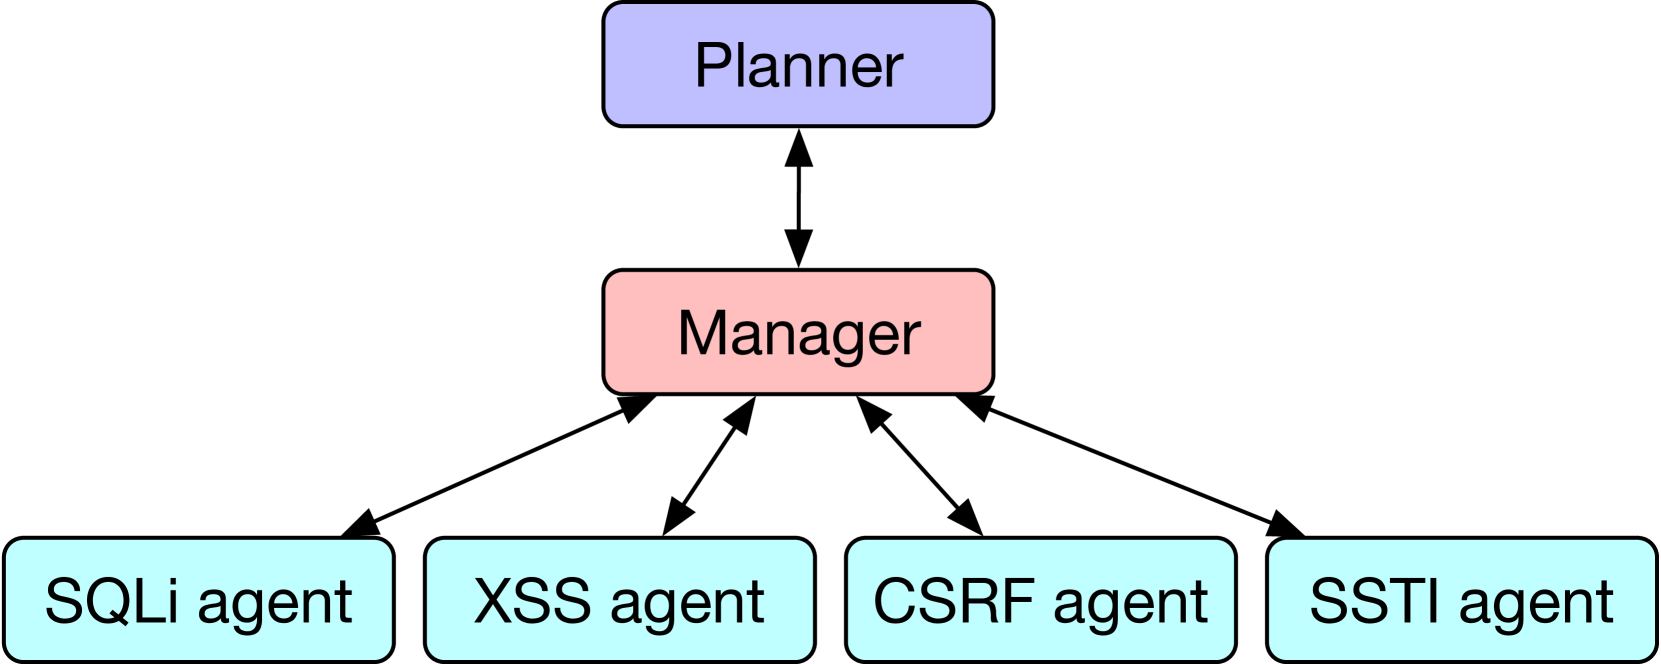 Planner
Manager
SQLi agent
XSS agent
CSRF agent
SSTI agent